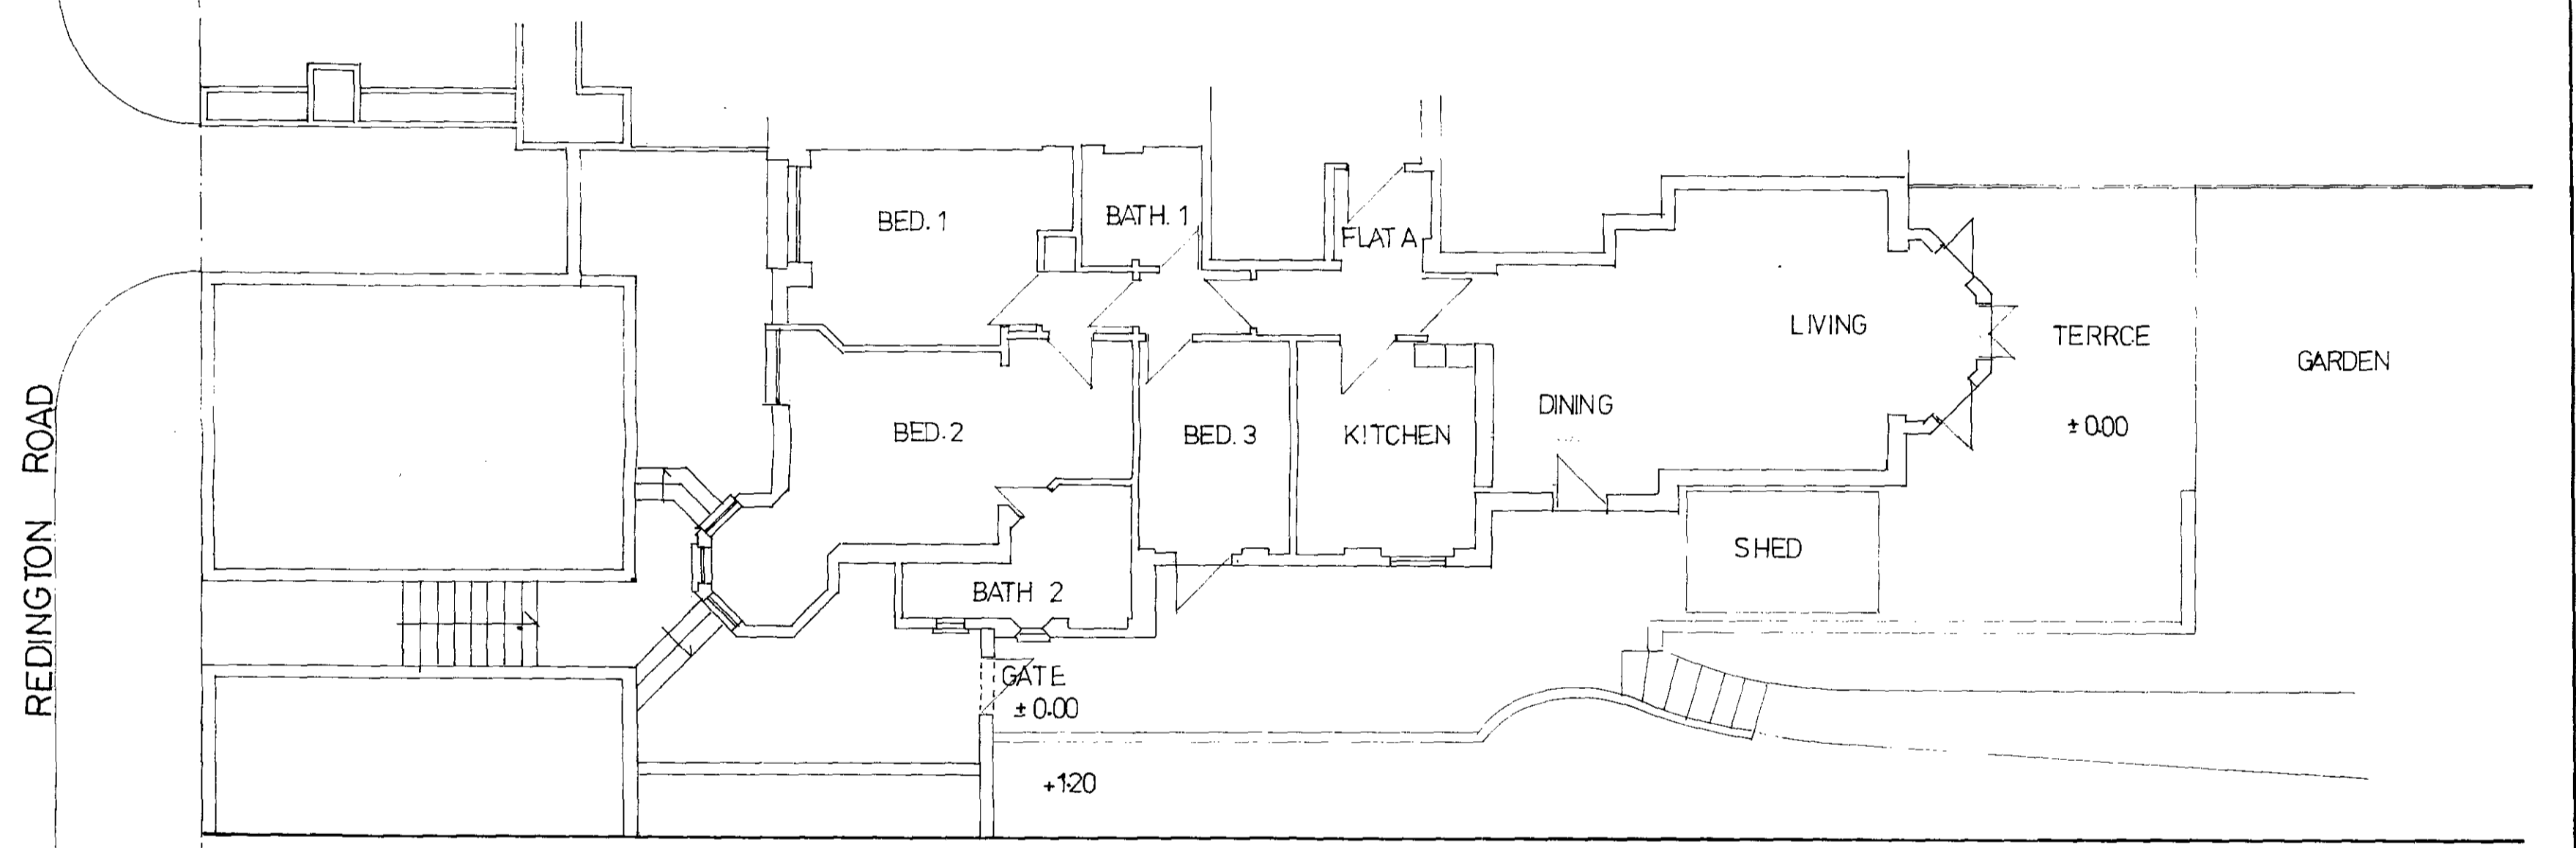 REDINGTON ROAD
BED.1
BATH.1
FLAT A
LIVING
TERRCE
GARDEN
DINING
± 0.00
BED.2
BED.3
KITCHEN
SHED
BATH 2
GATE
± 0.00
+1.20